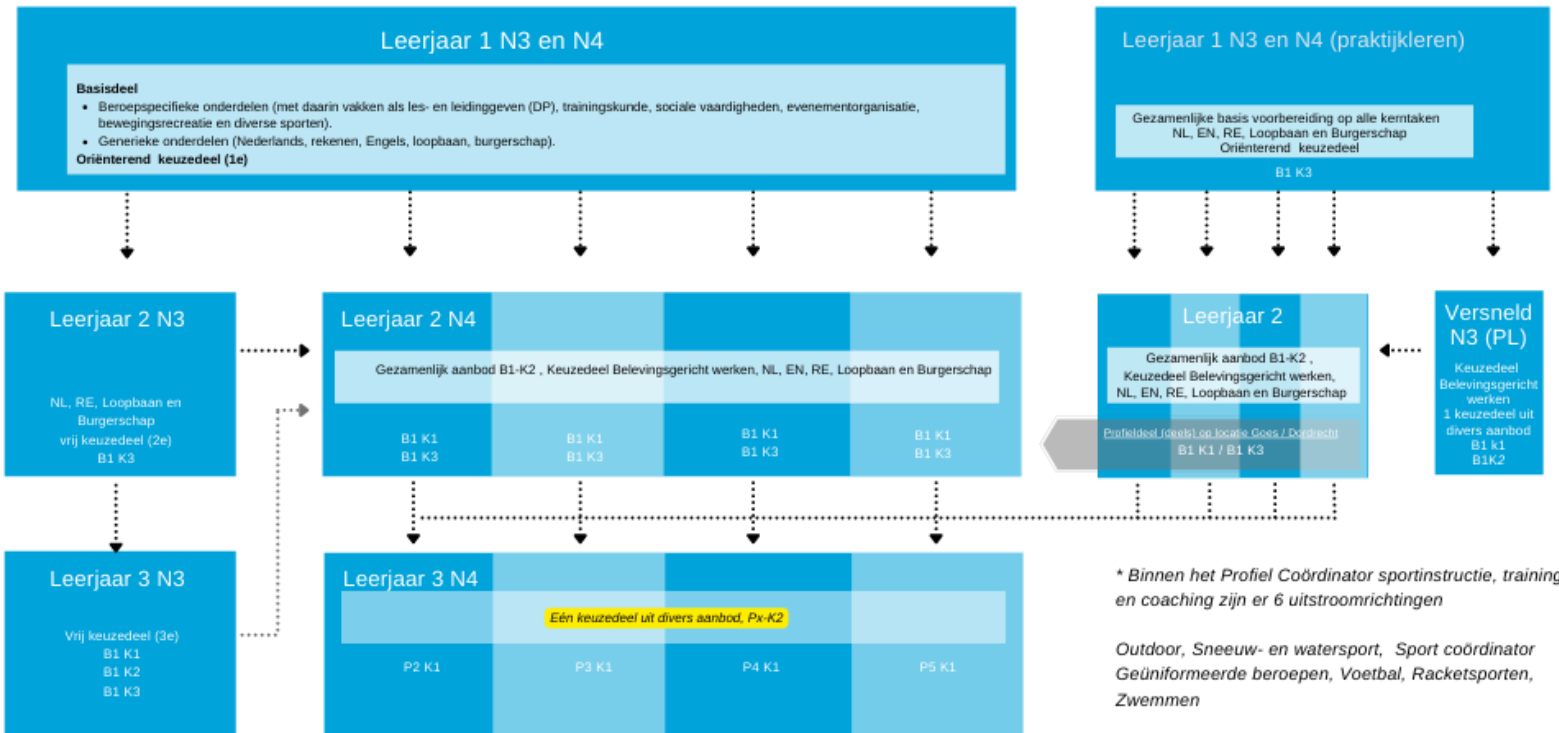 Leerjaar 1 N3 en N4
Basisdeel
• Beroepspecifieke onderdelen (met daarin vakken als les- en leidinggeven (DP), trainingskunde, sociale vaardigheden, evenementorganisatie,
bewegingsrecreatie en diverse sporten).
• Generieke onderdelen (Nederlands, rekenen, Engels, loopbaan, burgerschap).
Oriënterend keuzedeel (1e)
Leerjaar 1 N3 en N4 (praktijkleren)
Gezamenlijke basis voorbereiding op alle kerntaken
NL, EN, RE, Loopbaan en Burgerschap
Oriënterend keuzedeel
B1 K3
Leerjaar 2 N3
NL, RE, Loopbaan en
Burgerschap
vrij keuzedeel (2e)
B1 K3
Leerjaar 2 N4
Gezamenlijk aanbod B1-K2 , Keuzedeel Belevingsgericht werken, NL, EN, RE, Loopbaan en Burgerschap
B1 K1
B1 K3
B1 K1
B1 K3
B1 K1
B1 K3
B1 K1
B1 K3
Leerjaar 2
Gezamenlijk aanbod B1-K2 ,
Keuzedeel Belevingsgericht werken,
NL, EN, RE, Loopbaan en Burgerschap
Profieldeel (deels) op locatie Goes / Dordrecht
B1 K1 / B1 K3
Versneld
N3 (PL)
Keuzedeel
Belevingsgericht
werken
1 keuzedeel uit
divers aanbod
B1 k1
B1K2
Leerjaar 3 N3
Vrij keuzedeel (3e)
B1 K1
B1 K2
B1 K3
Leerjaar 3 N4
Eén keuzedeel uit divers aanbod, Px-K2
P2 K1
P3 K1
P4 K1
P5 K1
* Binnen het Profiel Coördinator sportinstructie, training
en coaching zijn er 6 uitstroomrichtingen
Outdoor, Sneeuw- en watersport, Sport coördinator
Geüniformeerde beroepen, Voetbal, Racketsporten,
Zwemmen